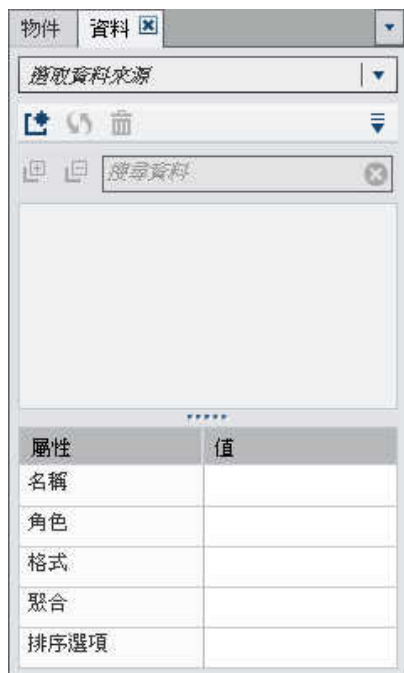 物件 資料
選取資料來源
搜尋資料
屬性 值
名稱
角色
格式
聚合
排序選項